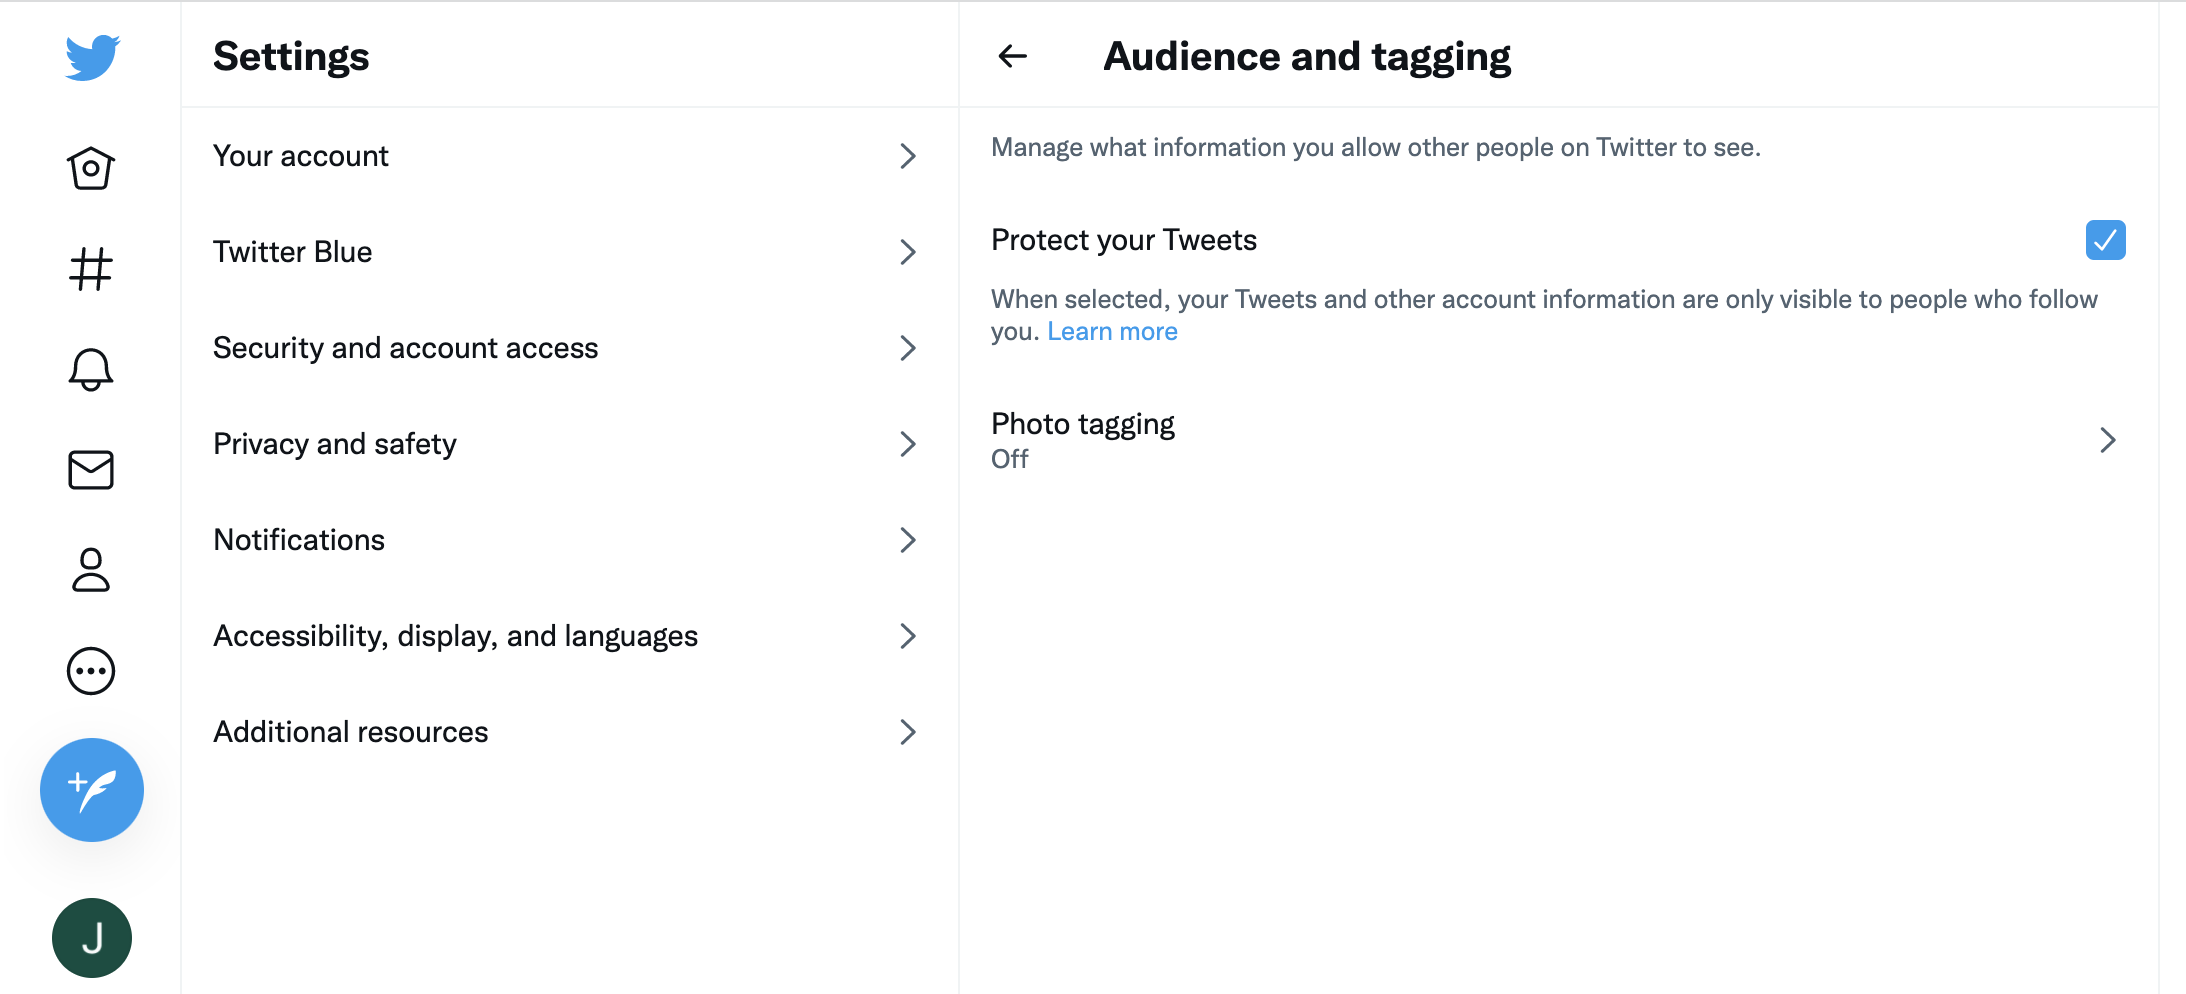 Settings
Your account
Twitter Blue
Security and account access
Privacy and safety
Notifications
Accessibility, display, and languages
Additional resources
J
Audience and tagging
Manage what information you allow other people on Twitter to see.
Protect your Tweets
When selected, your Tweets and other account information are only visible to people who follow
you. Learn more
Photo tagging
Off